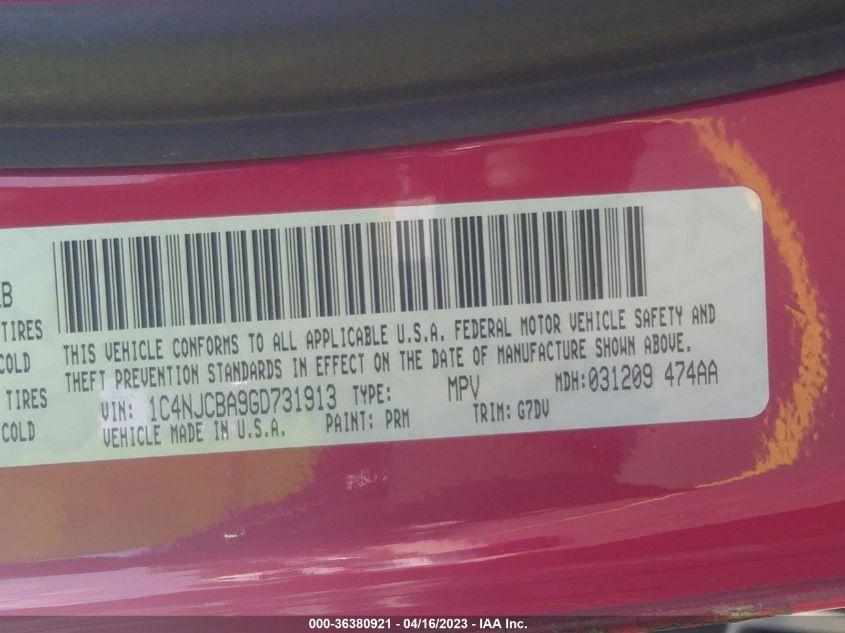 LB
TIRES
COLD
TIRES
COLD
THIS VEHICLE CONFORMS TO ALL APPLICABLE U.S.A. FEDERAL MOTOR VEHICLE SAFETY AND
THEFT PREVENTION STANDARDS IN EFFECT ON THE DATE OF MANUFACTURE SHOWN ABOVE.
VIN: 1C4NJCBA9GD731913 TYPE: MPV MDH:031209 474AA
VEHICLE MADE IN U.S.A. PAINT: PRM TRIM: G7DV
000-36380921 - 04/16/2023 - IAA Inc.